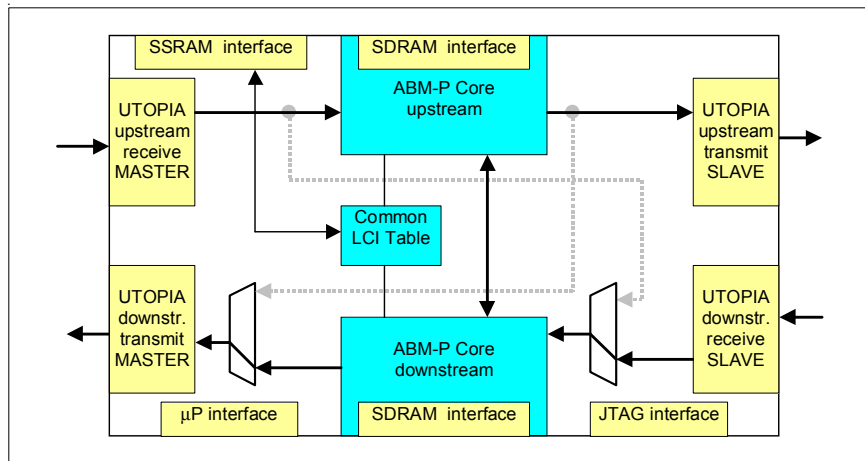 SSRAM interface
SDRAM interface
ABM-P Core
upstream
UTOPIA
upstream
receive
MASTER
UTOPIA
upstream
transmit
SLAVE
Common
LCI Table
UTOPIA
downstr.
transmit
MASTER
UTOPIA
downstr.
receive
SLAVE
ABM-P Core
downstream
μP interface
SDRAM interface
JTAG interface